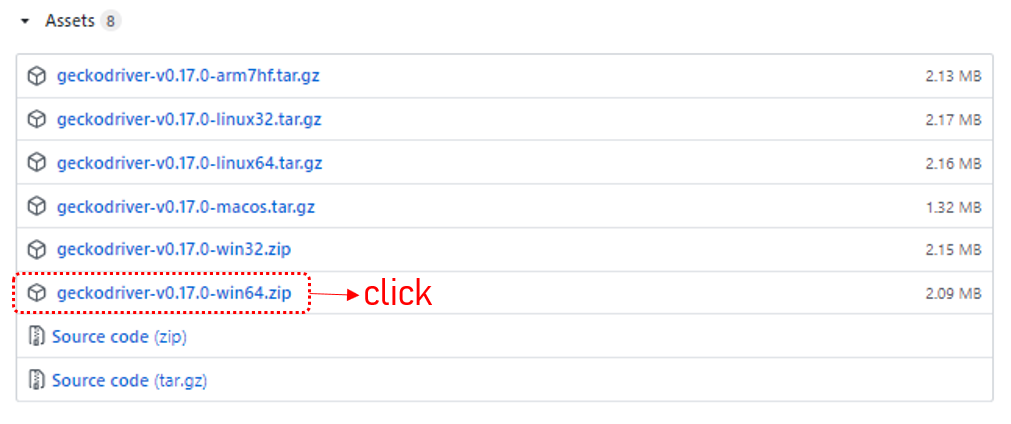 Assets 8
geckodriver-v0.17.0-arm7hf.tar.gz 2.13 MB
geckodriver-v0.17.0-linux32.tar.gz 2.17 MB
geckodriver-v0.17.0-linux64.tar.gz 2.16 MB
geckodriver-v0.17.0-macos.tar.gz 1.32 MB
geckodriver-v0.17.0-win32.zip 2.15 MB
geckodriver-v0.17.0-win64.zip click 2.09 MB
Source code (zip)
Source code (tar.gz)